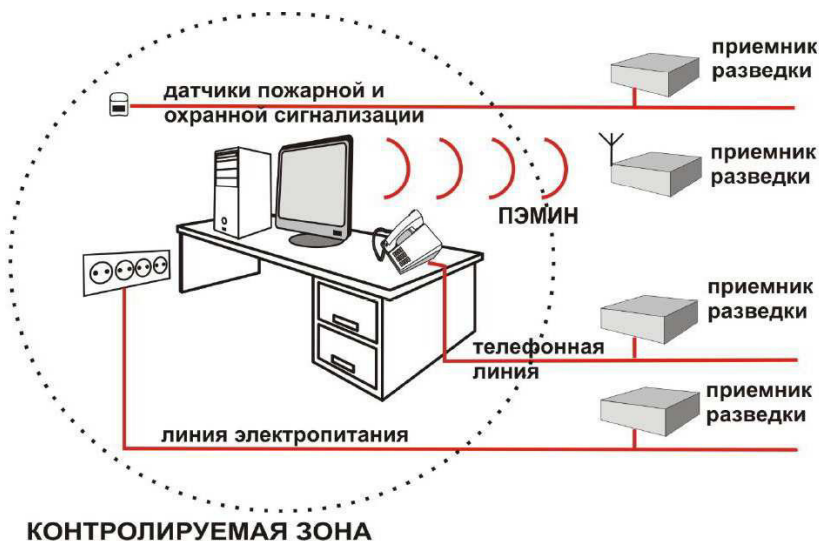 приемник
разведки
датчики пожарной и
охранной сигнализации
приемник
разведки
ПЭМИН
приемник
разведки
телефонная
линия
приемник
разведки
линия электропитания
КОНТРОЛИРУЕМАЯ ЗОНА